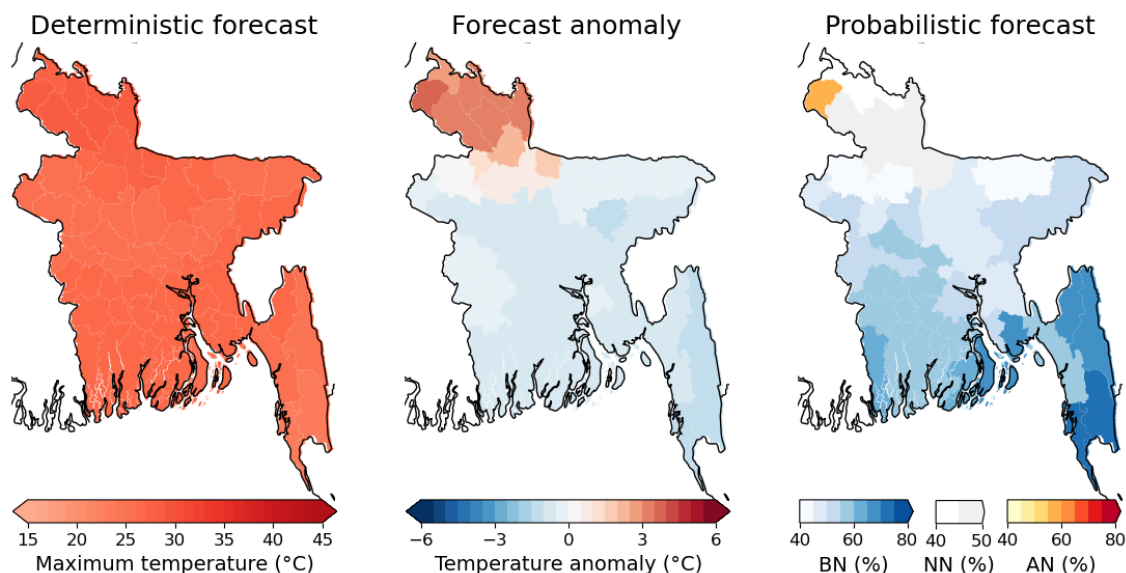 Deterministic forecast
Forecast anomaly
Probabilistic forecast
15 20 25 30 35 40 45
Maximum temperature (°C)
−6 −3 0 3 6
Temperature anomaly (°C)
40 60 80
BN (%)
40 50
NN (%)
40 60 80
AN (%)